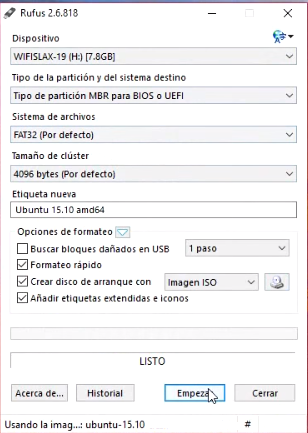 Rufus 2.6.818
Dispositivo
WIFISLAX-19 (H:) [7.8GB]
Tipo de la partición y del sistema destino
Tipo de partición MBR para BIOS o UEFI
Sistema de archivos
FAT32 (Por defecto)
Tamaño de clúster
4096 bytes (Por defecto)
Etiqueta nueva
Ubuntu 15.10 amd64
Opciones de formateo
Buscar bloques dañados en USB 1 paso
Formateo rápido
Crear disco de arranque con Imagen ISO
Añadir etiquetas extendidas e iconos
LISTO
Acerca de... Historial Empezar Cerrar
Usando la imag...: ubuntu-15.10 #